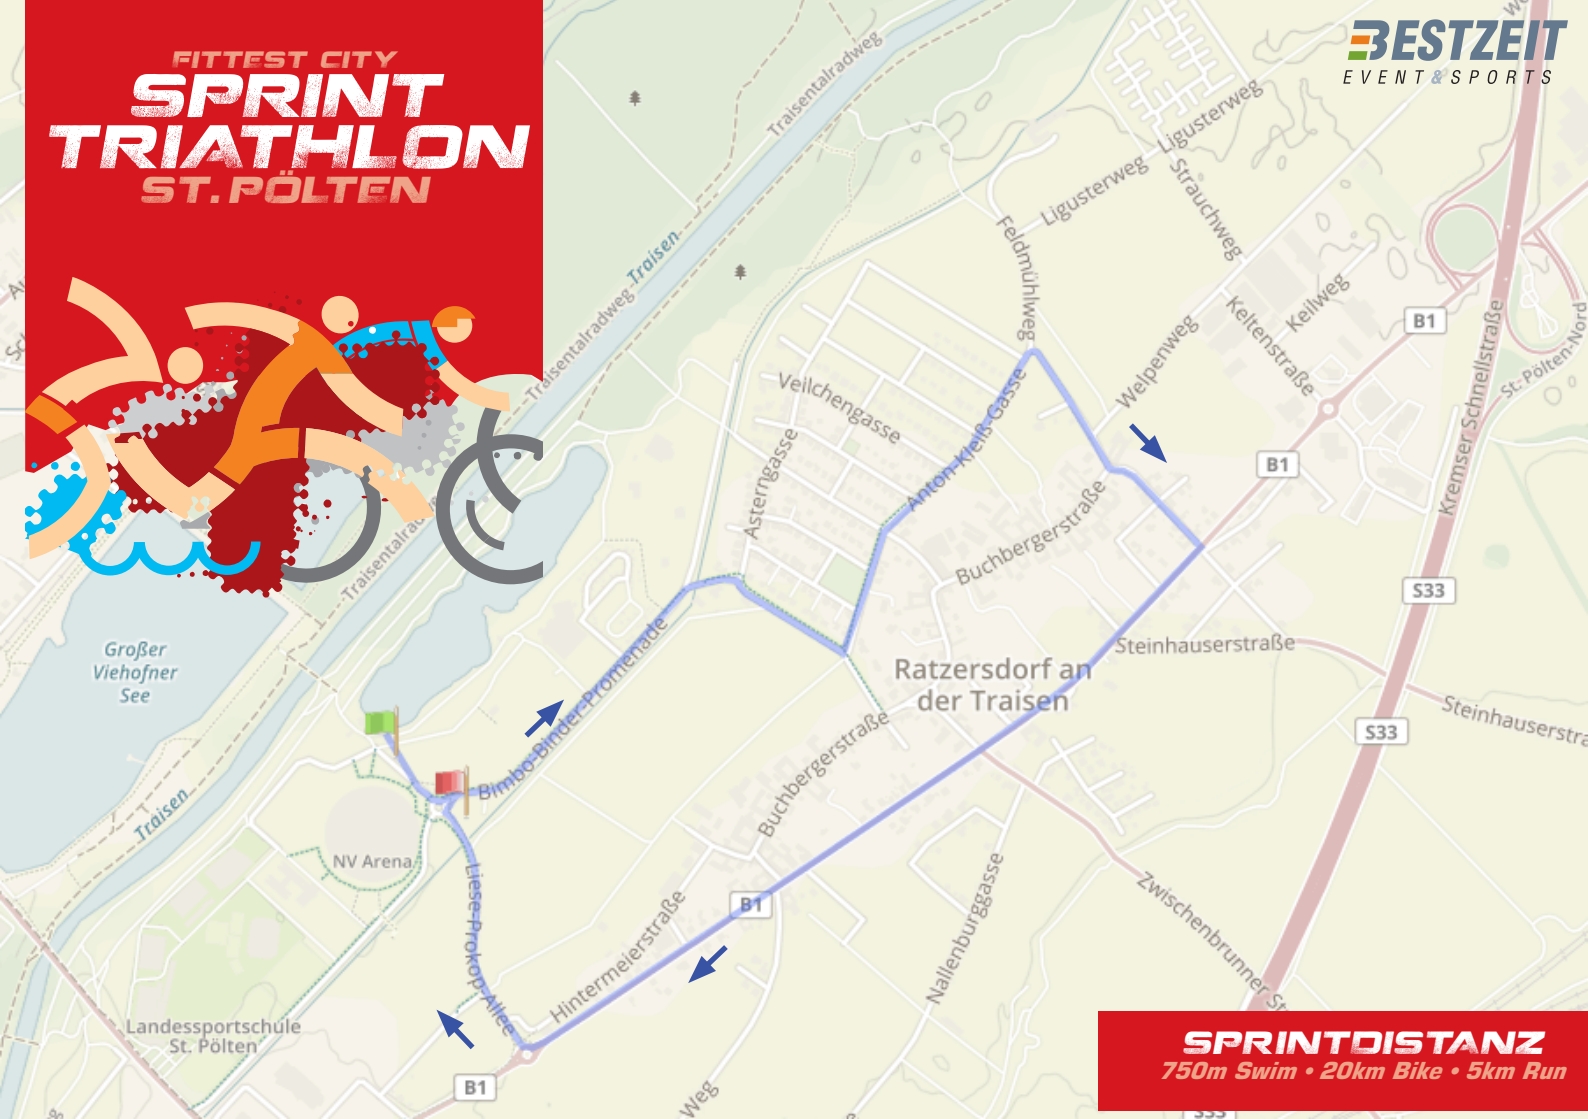 FITTEST CITY
SPRINT
TRIATHLON
ST. PÖLTEN
BESTZEIT
EVENT&SPORTS
Traisentalradweg
Traisen
Traisentalradweg
Ligusterweg
Ligusterweg
Strauchweg
Feldmühlweg
Keilweg
Keltenstraße
Welpenweg
B1
Kremser Schnellstraße
St. Pölten-Nord
Veilchengasse
Asterngasse
Anton-Kleiß-Gasse
B1
Buchbergerstraße
S33
Großer
Viehofner
See
Steinhauserstraße
Ratzersdorf an
der Traisen
Bimbo-Binder-Promenade
Buchbergerstraße
S33
Traisen
NV Arena
Liese-Prokop-Allee
B1
Hintermeierstraße
Nallenburggasse
Zwischenbrunner
Landessportschule
St. Pölten
B1
Weg
SPRINTDISTANZ
750m Swim • 20km Bike • 5km Run